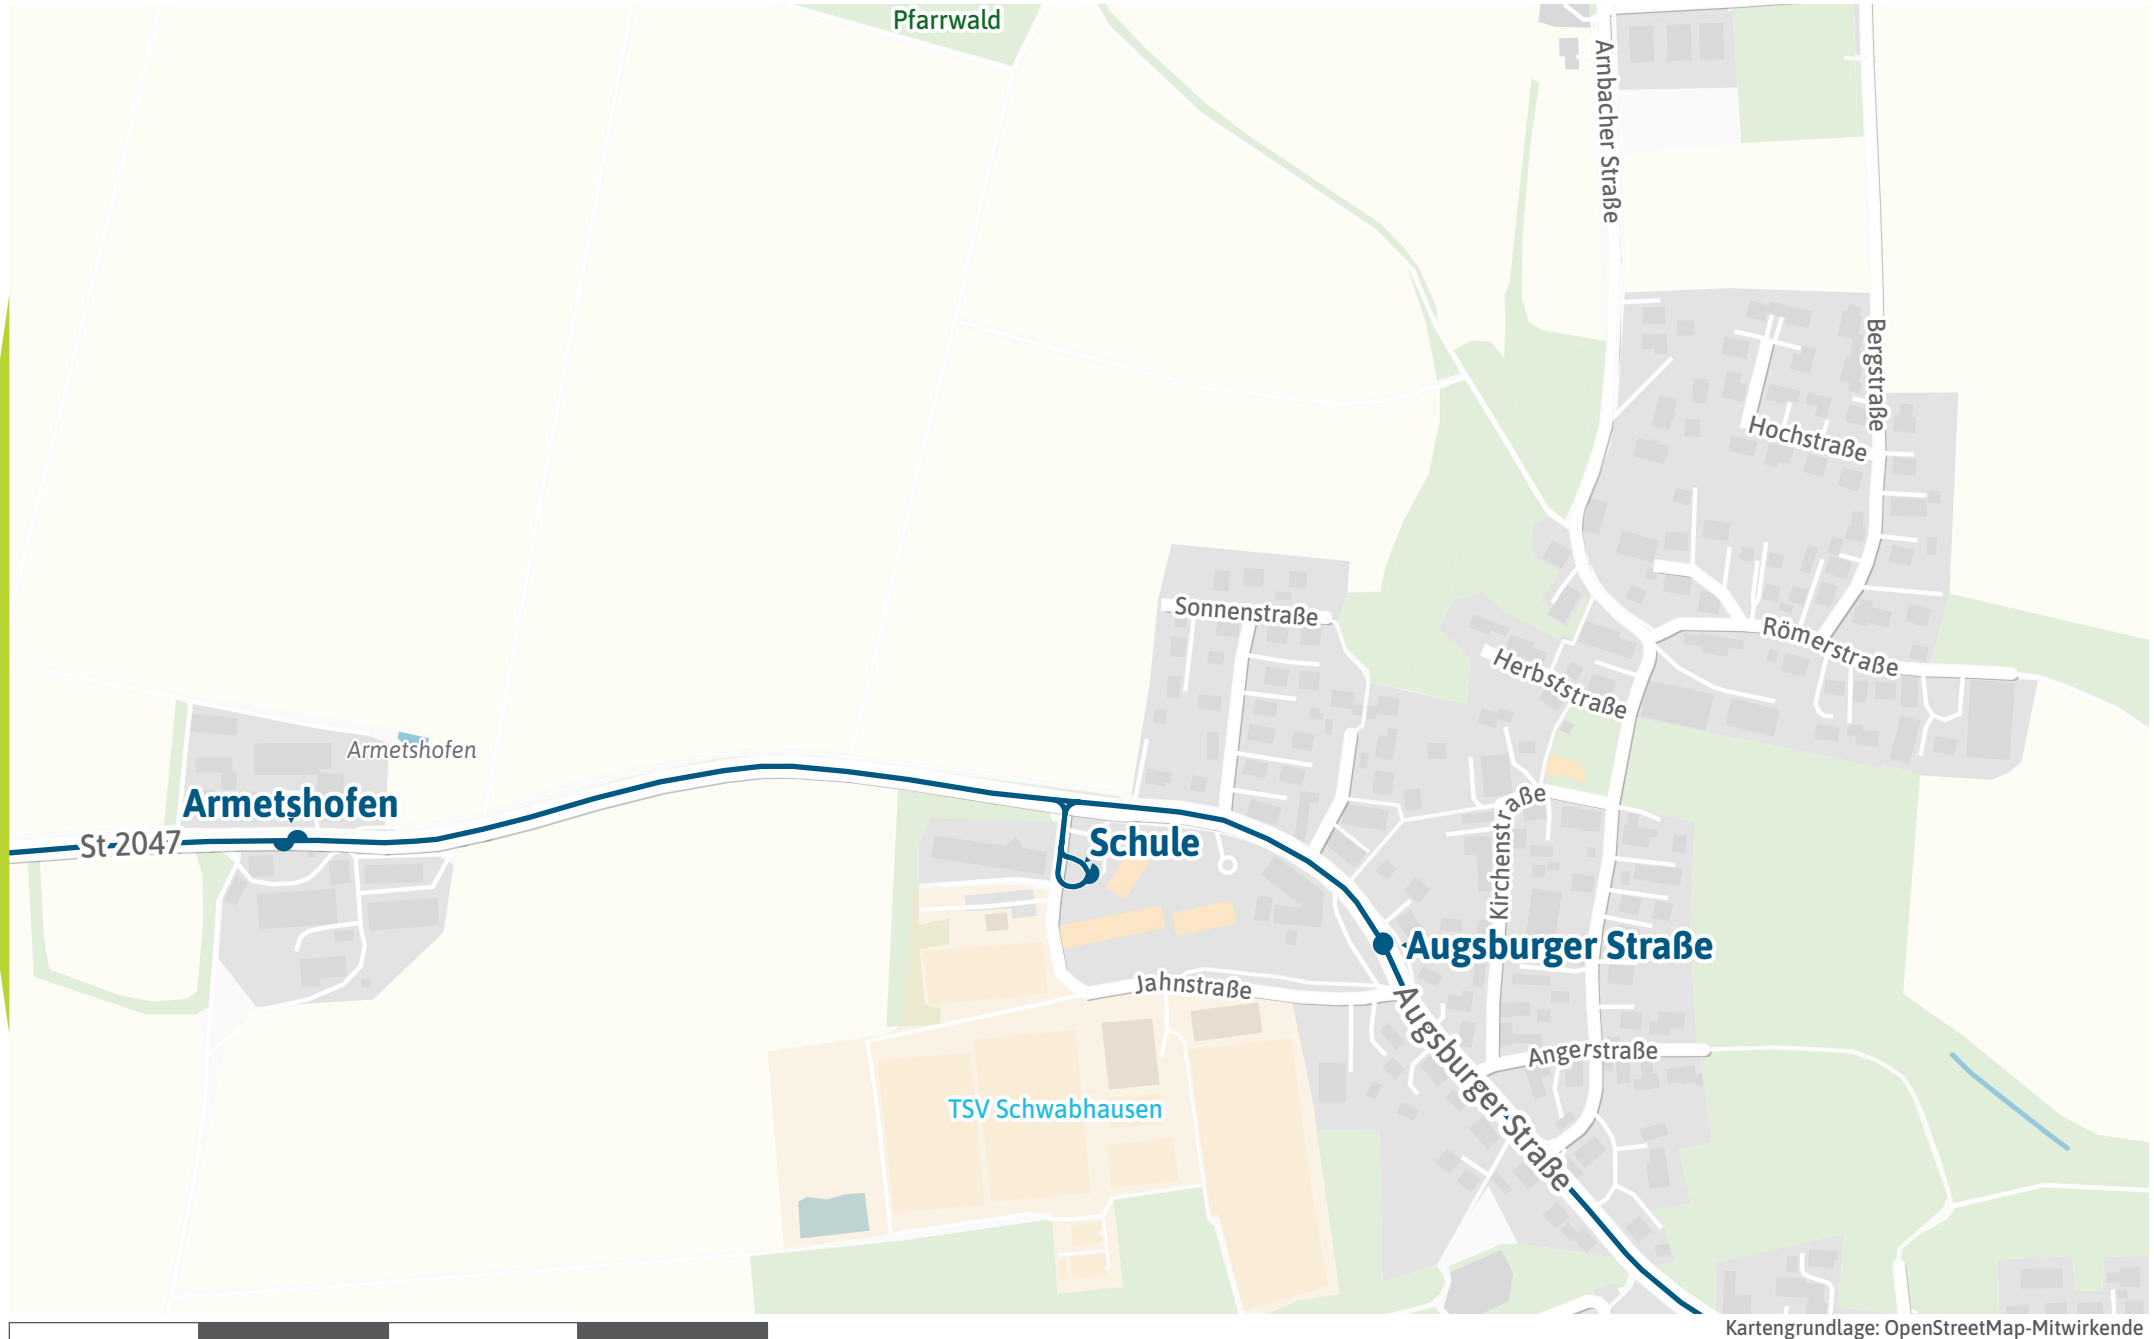 Pfarrwald
Arnbacher Straße
Bergstraße
Hochstraße
Sonnenstraße
Römerstraße
Herbststraße
Armetshofen
Armetshofen
St 2047
Schule
Kirchenstraße
Augsburger Straße
Jahnstraße
Augsburger Straße
Angerstraße
TSV Schwabhausen
Kartengrundlage: OpenStreetMap-Mitwirkende